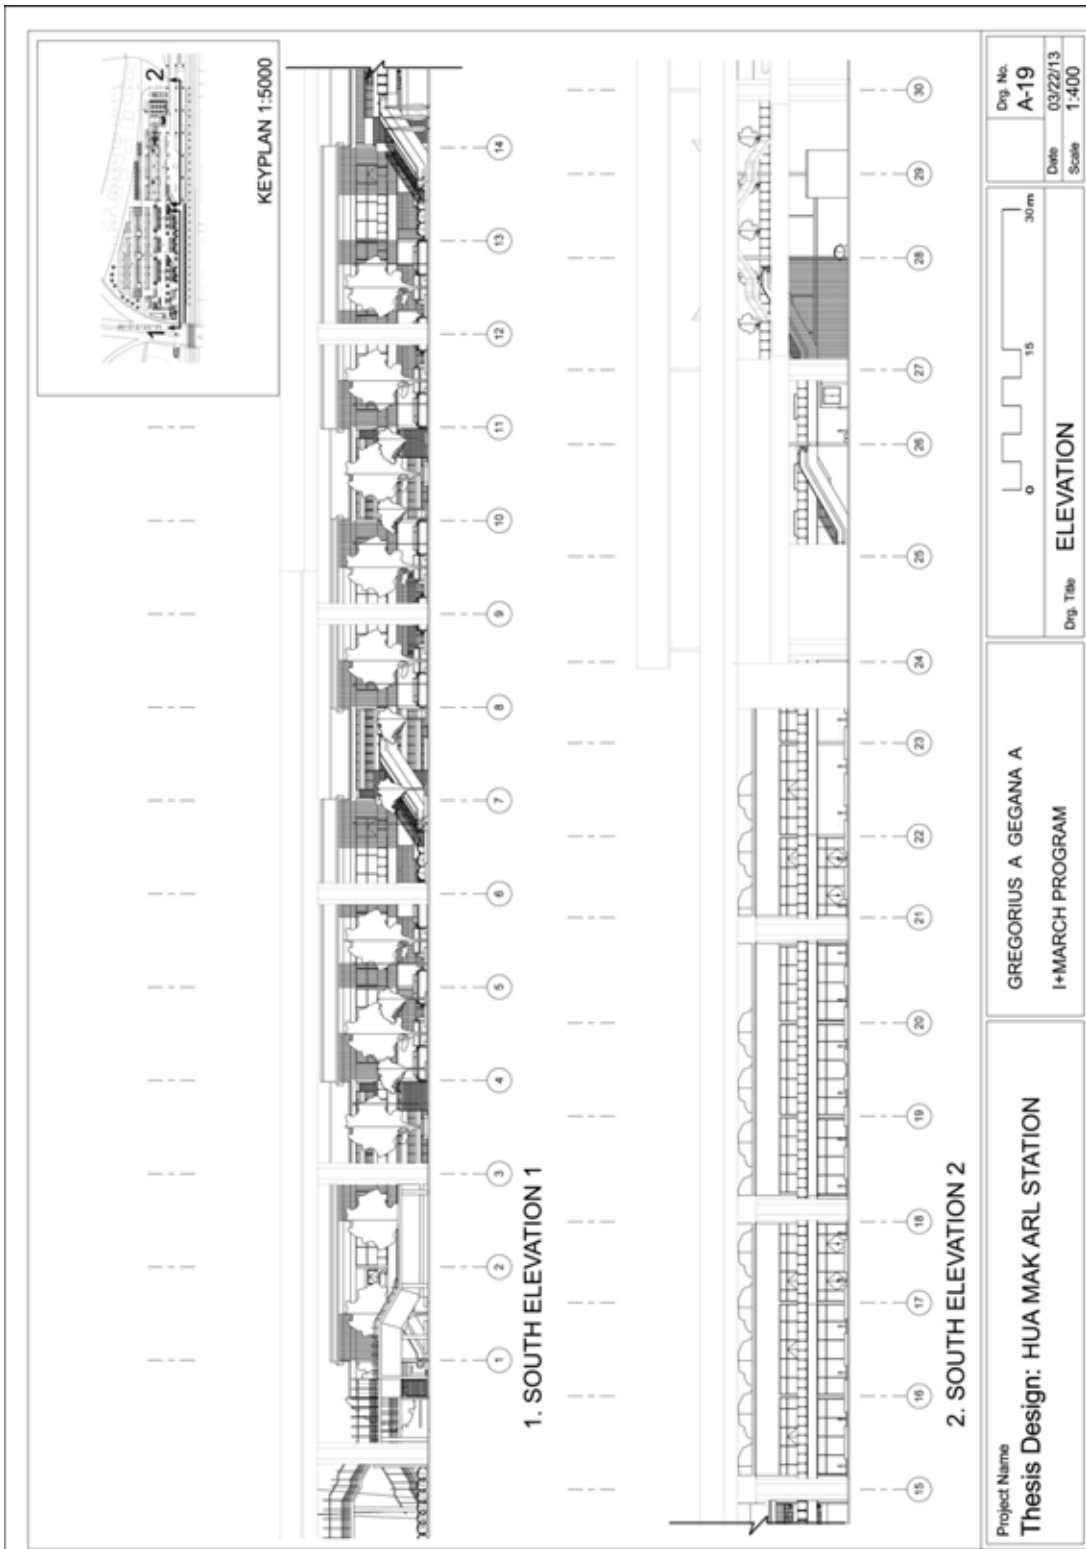 KEYPLAN 1:5000
1
2
1
2
3
4
5
6
7
8
9
10
11
12
13
14
1. SOUTH ELEVATION 1
15
16
17
18
19
20
21
22
23
24
25
26
27
28
29
30
2. SOUTH ELEVATION 2
Project Name
Thesis Design: HUA MAK ARL STATION
GREGORIUS A GEGANA A
I+MARCH PROGRAM
0 15 30m
Drg. Title
ELEVATION
Drg. No.
A-19
Date 03/22/13
Scale 1:400